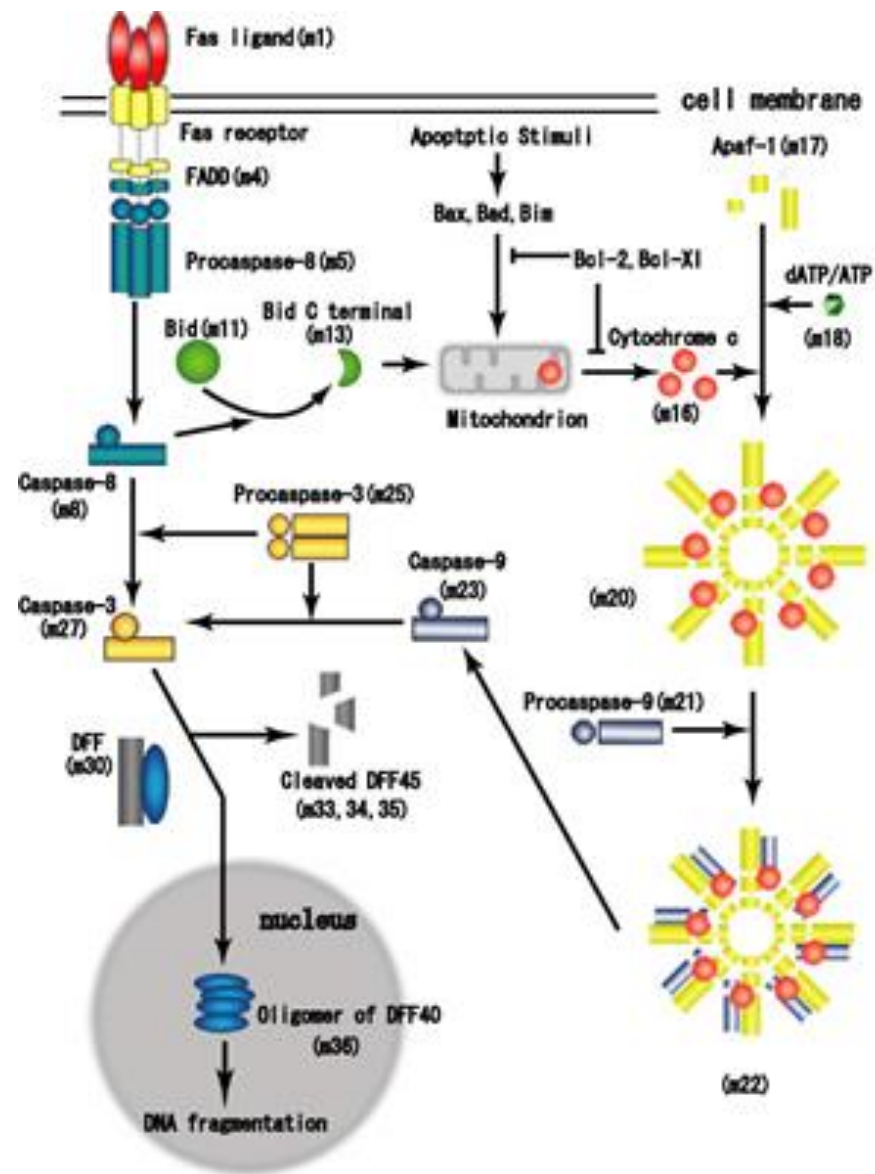 Fas ligand(m1)
cell membrane
Fas receptor
Apoptptic Stimuli
Apaf-1(m17)
FADD(m4)
Bax,Bad,Bim
Procaspase-8(m5)
Bcl-2,Bcl-Xl
dATP/ATP
(m18)
Bid(m11)
Bid C terminal
(m13)
Cytochrome c
(m16)
Mitochondrion
Caspase-8
(m8)
Procaspase-3(m25)
Caspase-9
(m23)
(m20)
Caspase-3
(m27)
Procaspase-9(m21)
DFF
(m30)
Cleaved DFF45
(m33,34,35)
nucleus
Oligomer of DFF40
(m36)
(m22)
DNA fragmentation